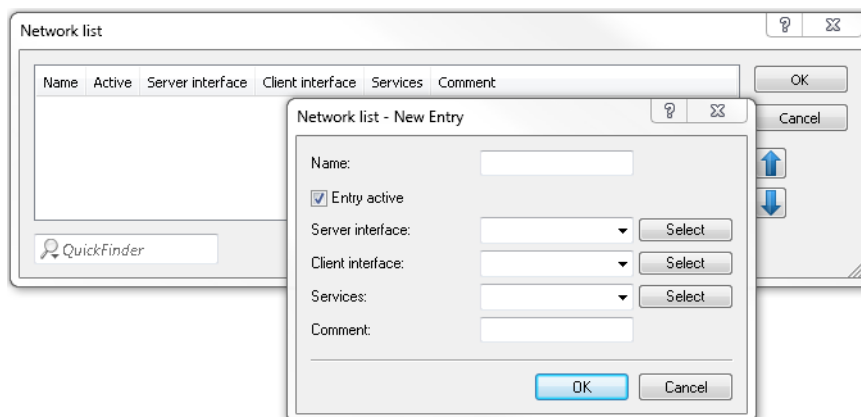 Network list
Name Active Server interface Client interface Services Comment
OK
Cancel
QuickFinder
Network list - New Entry
Name:
Entry active
Server interface:
Select
Client interface:
Select
Services:
Select
Comment:
OK
Cancel